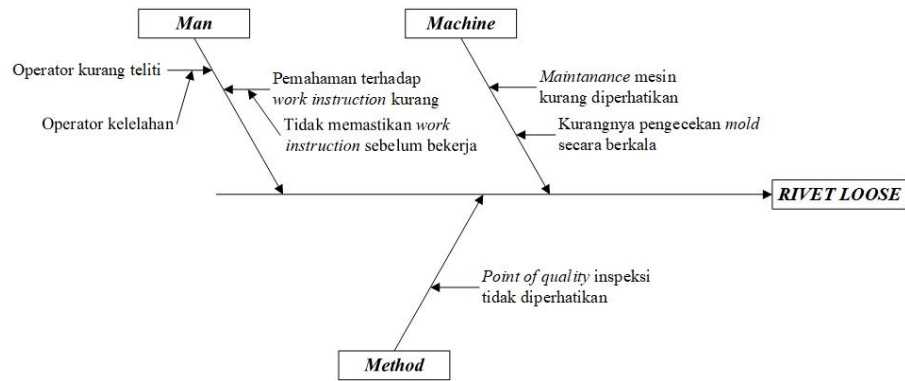 Man
Machine
Operator kurang teliti
Operator kelelahan
Pemahaman terhadap
work instruction kurang
Tidak memastikan work
instruction sebelum bekerja
Maintanance mesin
kurang diperhatikan
Kurangnya pengecekan mold
secara berkala
RIVET LOOSE
Point of quality inspeksi
tidak diperhatikan
Method